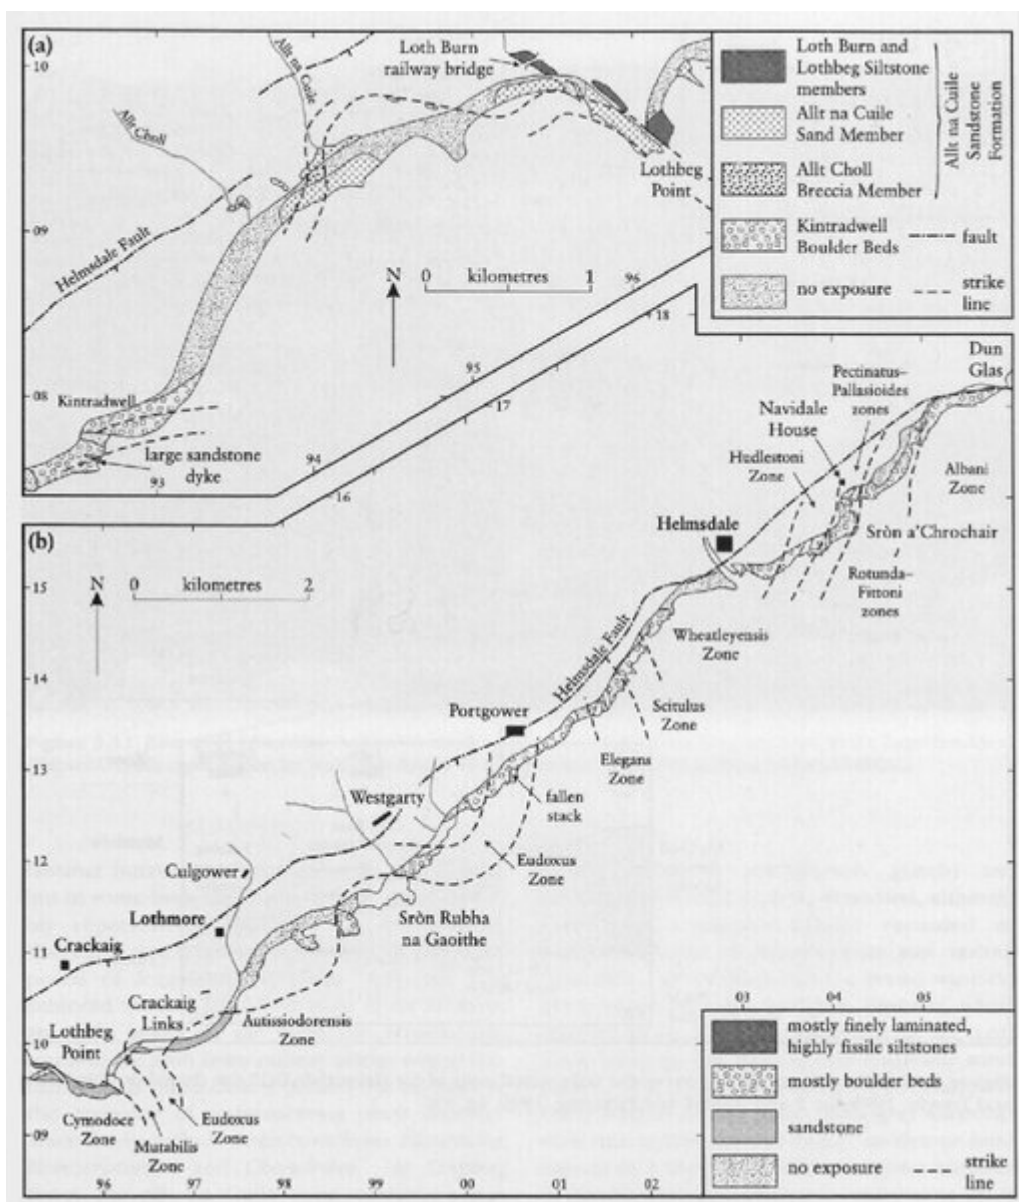 (a)
10
09
08
Allt na Cuile
Loth Burn
railway bridge
Allt Choll
Lothbeg
Point
Helmsdale Fault
N
0 kilometres 1
Kintradwell
large sandstone
dyke
93
94
95
96
Loth Burn and
Lothbeg Siltstone
members
Allt na Cuile
Sand Member
Allt Choll
Breccia Member
Allt na Cuile
Sandstone
Formation
Kintradwell
Boulder Beds
fault
no exposure
strike
line
(b)
16
17
18
15
14
13
12
11
10
09
N
0 kilometres 2
Dun
Glas
Pectinatus–
Pallasioides
zones
Navidale
House
Hudlestoni
Zone
Albani
Zone
Helmsdale
Sròn a'Chrochair
Rotunda–
Fittoni
zones
Wheatleyensis
Zone
Helmsdale Fault
Scitulus
Zone
Portgower
Elegans
Zone
fallen
stack
Westgarty
Eudoxus
Zone
Culgower
Sròn Rubha
na Gaoithe
Lothmore
Crackaig
Crackaig
Links
Autissiodorensis
Zone
Lothbeg
Point
Cymodoce
Zone
Mutabilis
Zone
Eudoxus
Zone
96
97
98
99
00
01
02
03
04
05
mostly finely laminated,
highly fissile siltstones
mostly boulder beds
sandstone
no exposure
strike
line